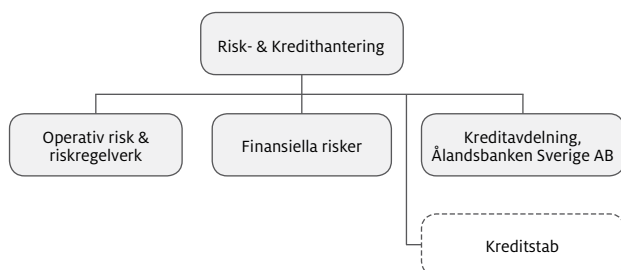 Risk- & Kredithantering
Operativ risk &
riskregelverk
Finansiella risker
Kreditavdelning,
Ålandsbanken Sverige AB
Kreditstab